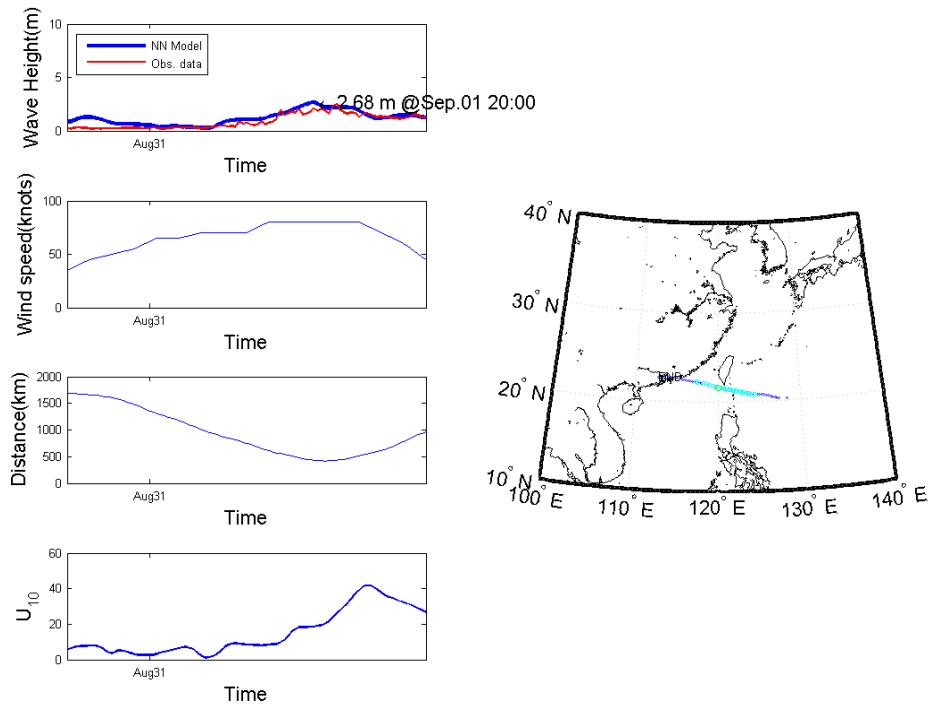 10
5
0
Wave Height(m)
NN Model
Obs. data
2.68 m @Sep.01 20:00
Aug31
Time
100
50
0
Wind speed(knots)
Aug31
Time
2000
1500
1000
500
0
Distance(km)
Aug31
Time
60
40
20
0
U10
Aug31
Time
40° N
30° N
20° N
10° N
100° E
110° E
120° E
130° E
140° E